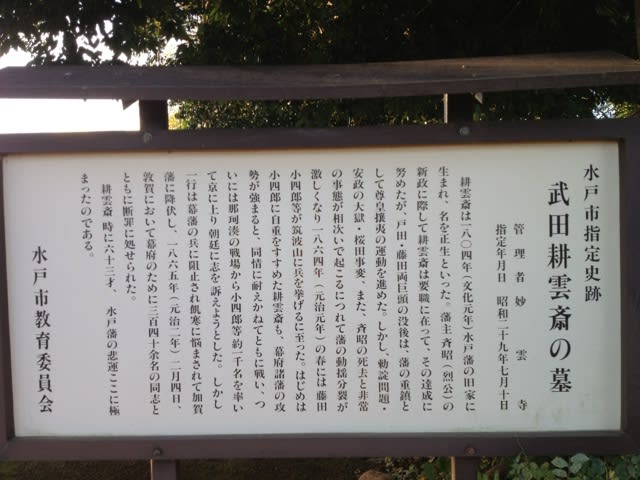 水戸市指定史跡
武田耕雲斎の墓
管理者 妙雲寺
指定年月日 昭和二十九年七月十日
耕雲斎は一八〇四年(文化元年)水戸藩の旧家に
生まれ、名を正生といった。藩主斉昭(烈公)の
新政に際して耕雲斎は要職に在って、その達成に
努めたが、戸田・藤田両巨頭の没後は、藩の重鎮と
して尊皇攘夷の運動を進めた。しかし、勅諚問題・
安政の大獄・桜田事変、また、斉昭の死去と非常
の事態が相次いで起こるにつれて藩の動揺分裂が
激しくなり一八六四年(元治元年)の春には藤田
小四郎等が筑波山に兵を挙げるに至った。はじめは
小四郎に自重をすすめた耕雲斎も、幕府諸藩の攻
勢が強まると、同情に耐えかねてともに戦い、つ
いには那珂湊の戦場から小四郎等約一千名を率い
て京に上り朝廷に志を訴えようとした。しかし
一行は幕藩の兵に阻止され飢寒に悩まされて加賀
藩に降伏し、一八六五年(元治二年)二月四日、
敦賀において幕府のために三百四十余名の同志と
ともに断罪に処せられた。
耕雲斎 時に六十三才、水戸藩の悲運ここに極
まったのである。
水戸市教育委員会